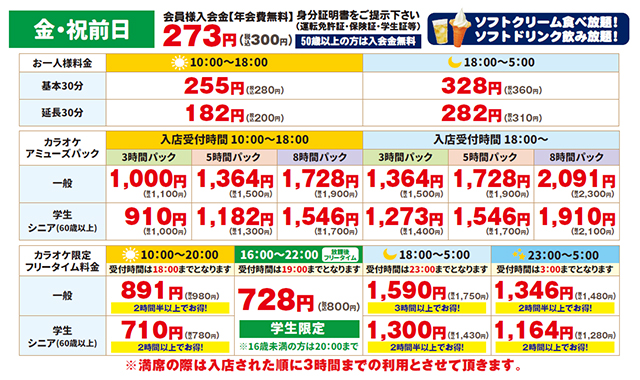 金・祝前日
会員様入会金【年会費無料】身分証明書をご提示下さい
273円(税込300円)
(運転免許証・保険証・学生証等)
50歳以上の方は入会金無料
ソフトクリーム食べ放題!
ソフトドリンク飲み放題!
お一人様料金 10:00〜18:00 18:00〜5:00
基本30分 255円(税込280円) 328円(税込360円)
延長30分 182円(税込200円) 282円(税込310円)
カラオケ
アミューズパック
入店受付時間 10:00〜18:00 入店受付時間 18:00〜
3時間パック 5時間パック 8時間パック 3時間パック 5時間パック 8時間パック
一般 1,000円(税込1,100円) 1,364円(税込1,500円) 1,728円(税込1,900円) 1,364円(税込1,500円) 1,728円(税込1,900円) 2,091円(税込2,300円)
学生
シニア(60歳以上)
910円(税込1,000円) 1,182円(税込1,300円) 1,546円(税込1,700円) 1,273円(税込1,400円) 1,546円(税込1,700円) 1,910円(税込2,100円)
カラオケ限定
フリータイム料金
10:00〜20:00 16:00〜22:00 放課後フリータイム 18:00〜5:00 23:00〜5:00
受付時間は18:00までとなります 受付時間は19:00までとなります 受付時間は23:00までとなります 受付時間は3:00までとなります
一般 891円(税込980円) 728円(税込800円) 1,590円(税込1,750円) 1,346円(税込1,480円)
2時間半以上でお得! 3時間以上でお得! 2時間半以上でお得!
学生
シニア(60歳以上)
710円(税込780円) 学生限定 1,300円(税込1,430円) 1,164円(税込1,280円)
2時間以上でお得! ※16歳未満の方は20:00まで 2時間半以上でお得! 2時間以上でお得!
※満席の際は入店された順に3時間までの利用とさせて頂きます。